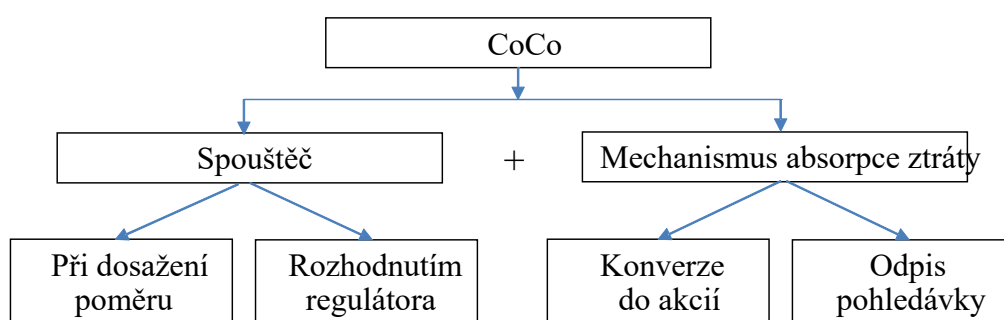 CoCo
Spouštěč
+
Mechanismus absorpce ztráty
Při dosažení
poměru
Rozhodnutím
regulátora
Konverze
do akcií
Odpis
pohledávky